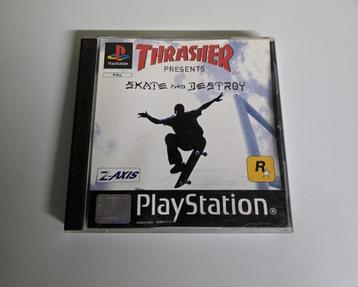 PlayStation
PAL
THRASHER
PRESENTS
SKATE AND DESTROY
Z-AXIS
R
PlayStation®